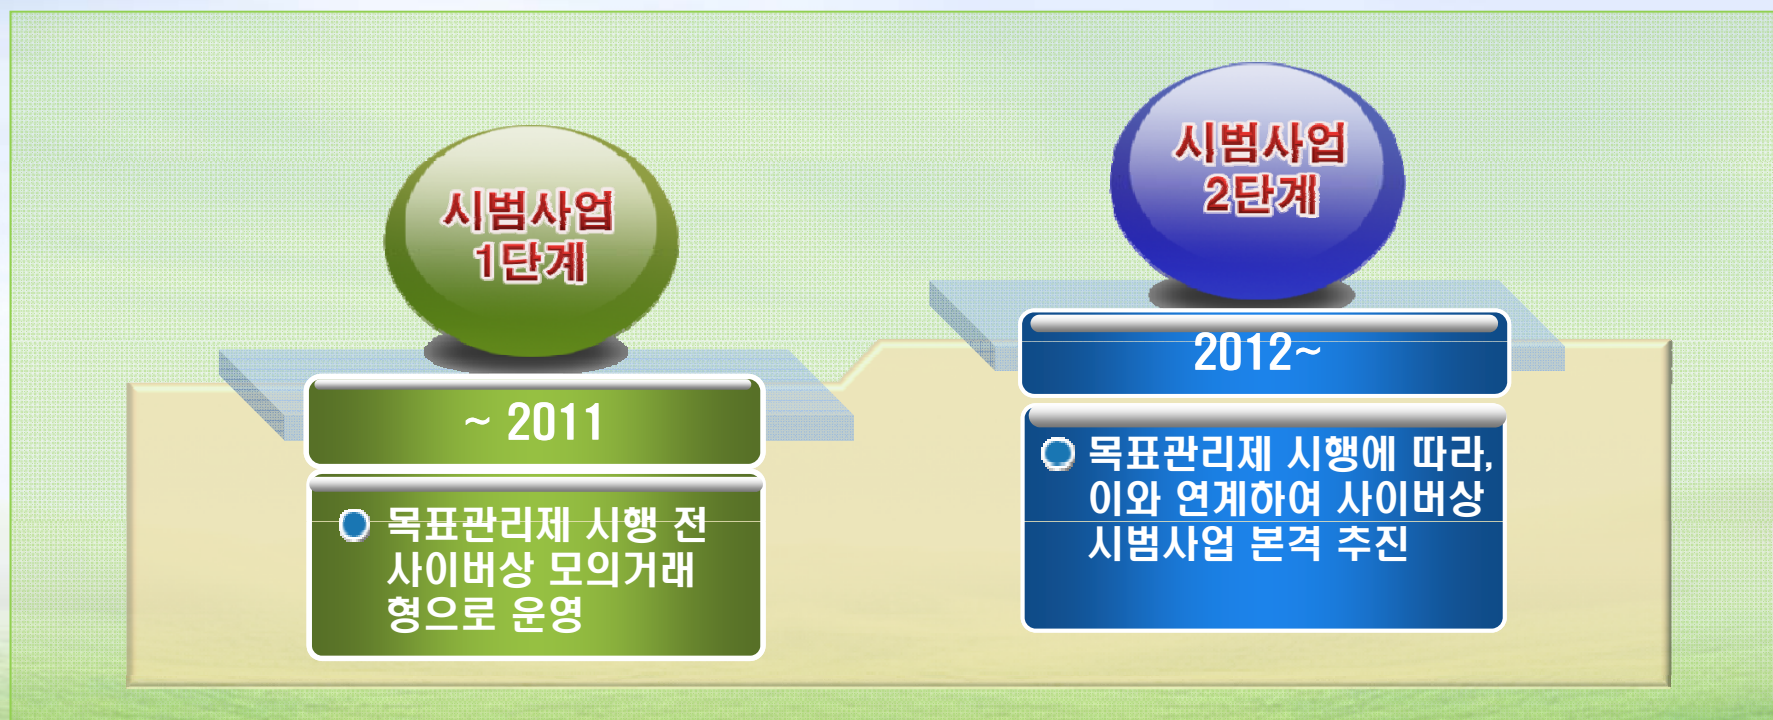 시범사업
1단계
~ 2011
목표관리제 시행 전
사이버상 모의거래
형으로 운영
시범사업
2단계
2012~
목표관리제 시행에 따라,
이와 연계하여 사이버상
시범사업 본격 추진